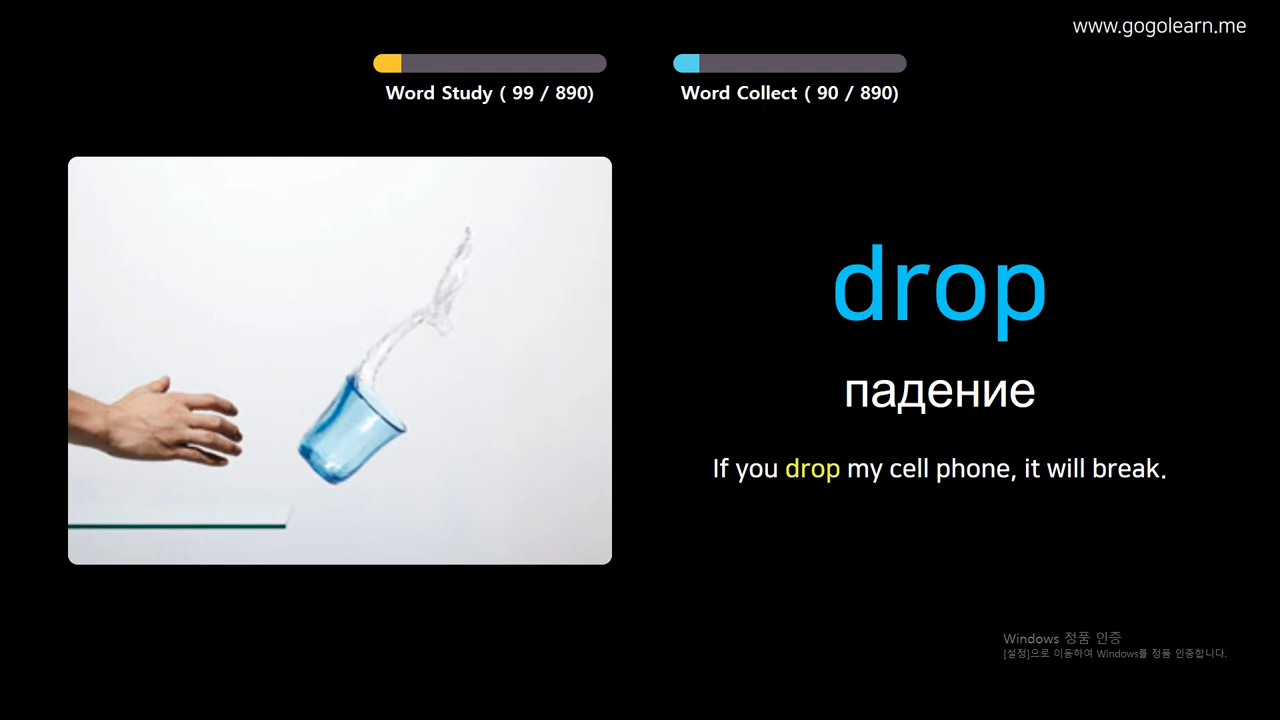 www.gogolearn.me
Word Study ( 99 / 890)
Word Collect ( 90 / 890)
drop
падение
If you drop my cell phone, it will break.
Windows 정품 인증
[설정]으로 이동하여 Windows를 정품 인증합니다.